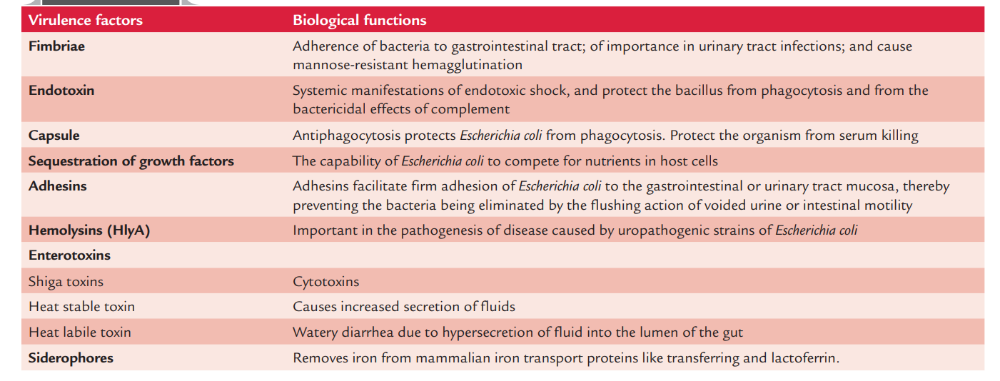 Virulence factors Biological functions
Fimbriae Adherence of bacteria to gastrointestinal tract; of importance in urinary tract infections; and cause
mannose-resistant hemagglutination
Endotoxin Systemic manifestations of endotoxic shock, and protect the bacillus from phagocytosis and from the
bactericidal effects of complement
Capsule Antiphagocytosis protects Escherichia coli from phagocytosis. Protect the organism from serum killing
Sequestration of growth factors The capability of Escherichia coli to compete for nutrients in host cells
Adhesins Adhesins facilitate firm adhesion of Escherichia coli to the gastrointestinal or urinary tract mucosa, thereby
preventing the bacteria being eliminated by the flushing action of voided urine or intestinal motility
Hemolysins (HlyA) Important in the pathogenesis of disease caused by uropathogenic strains of Escherichia coli
Enterotoxins
Shiga toxins Cytotoxins
Heat stable toxin Causes increased secretion of fluids
Heat labile toxin Watery diarrhea due to hypersecretion of fluid into the lumen of the gut
Siderophores Removes iron from mammalian iron transport proteins like transferring and lactoferrin.